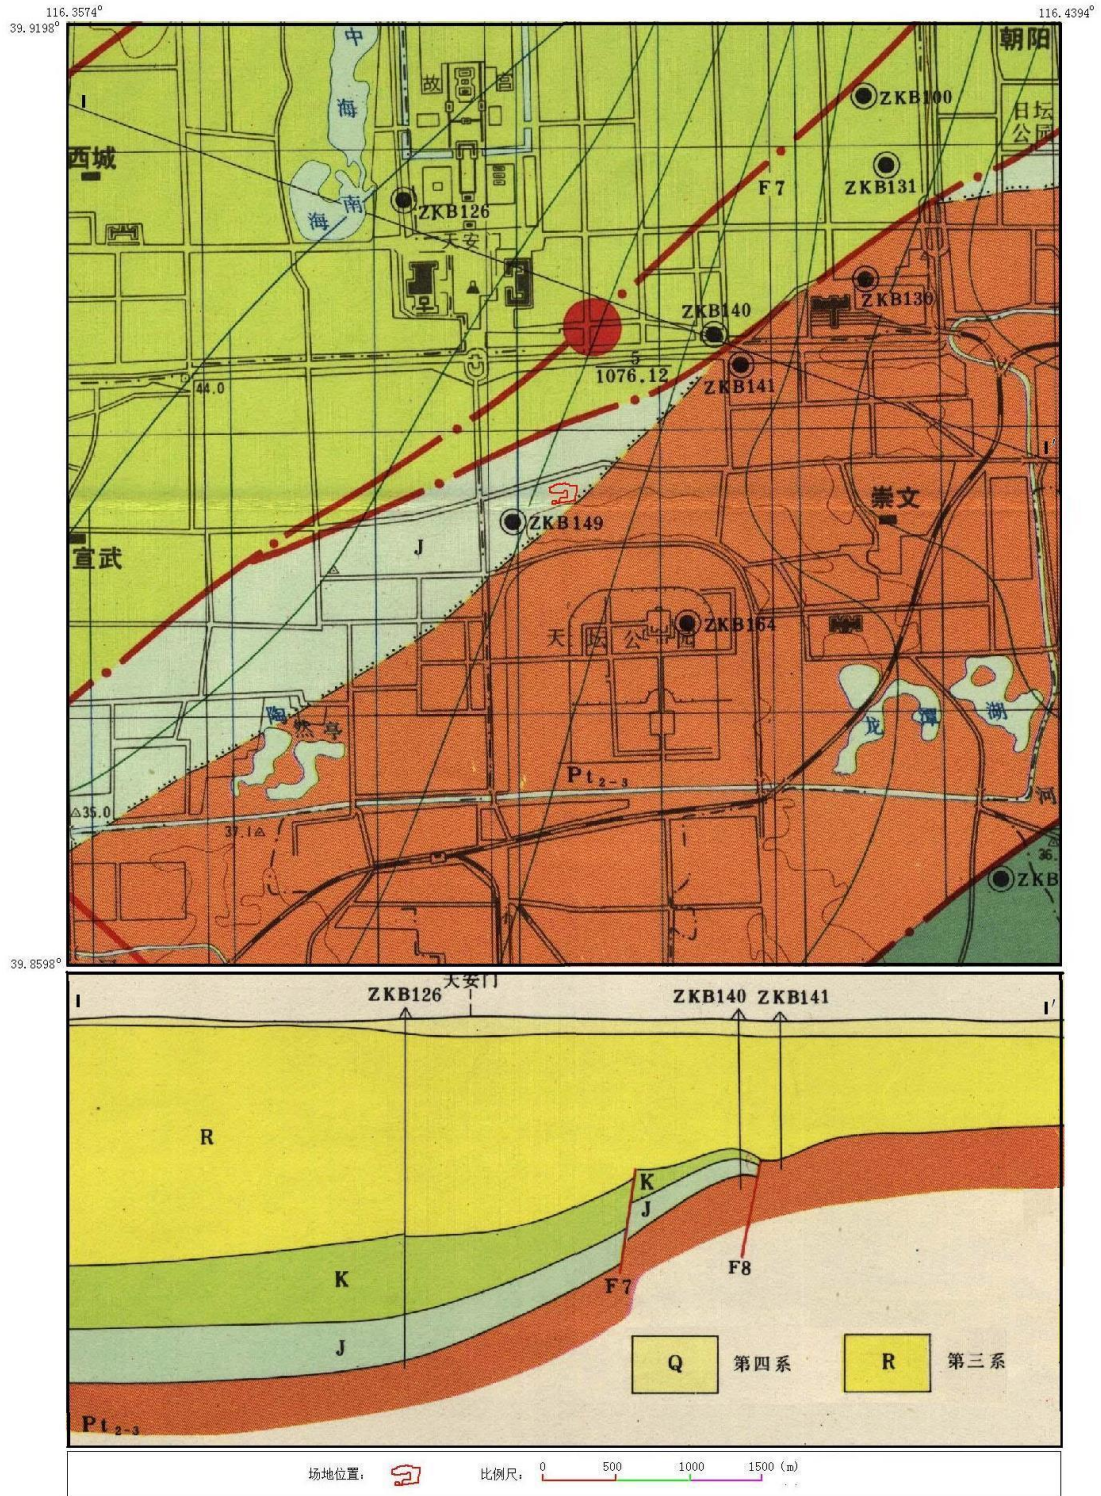 116.3574°
116.4394°
39.9198°
中
朝阳
故宫
I
海
ZKB100
日坛
公园
西城
ZKB131
F7
南
海
ZKB126
天安
ZKB130
ZKB140
5
1076.12
ZKB141
44.0
I'
崇文
ZKB149
J
宣武
ZKB164
天坛公园
陶然亭
龙潭湖
Pt₂₋₃
35.0
河
37.1
36.
ZKB
39.8598°
天安门
I
ZKB126
ZKB140
ZKB141
I'
R
K
J
K
F7
F8
J
Q
第四系
R
第三系
Pt₂₋₃
场地位置：
比例尺：
0
500
1000
1500 (m)